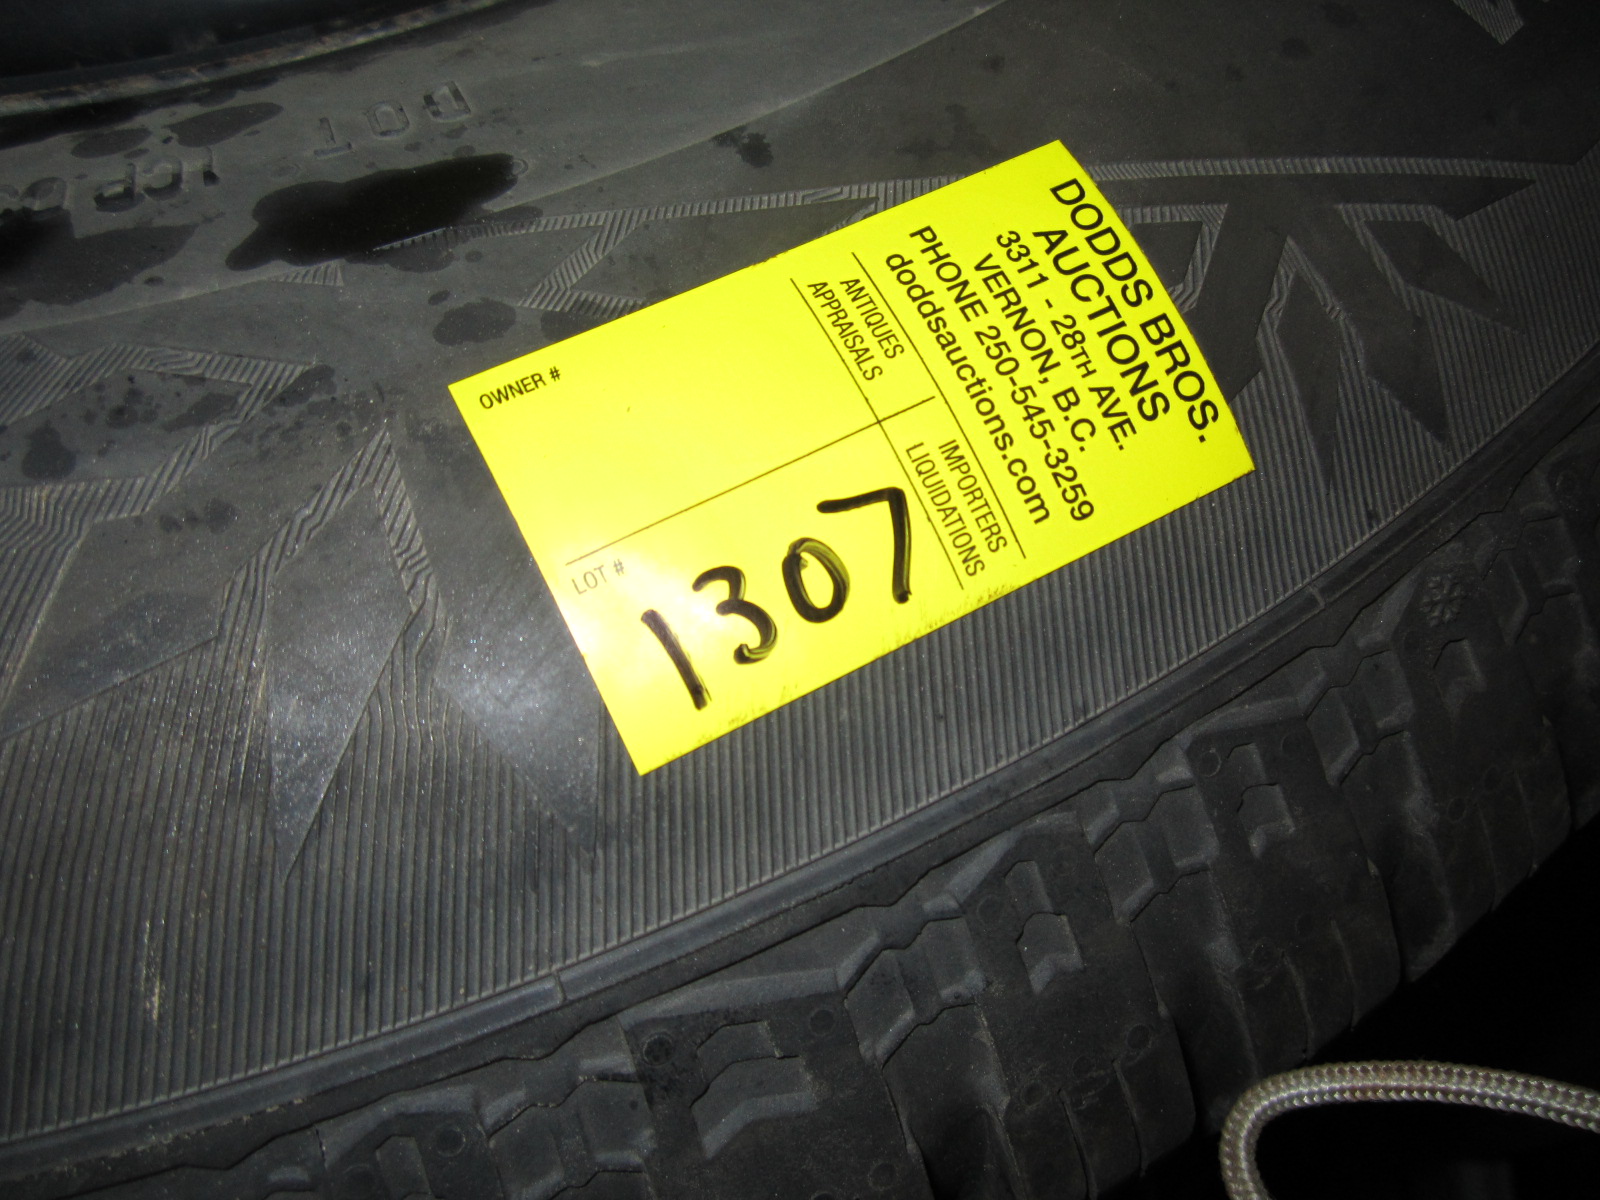 DODDS BROS.
AUCTIONS
3311 - 28TH AVE.
VERNON, B.C.
PHONE 250-545-3259
doddsauctions.com
ANTIQUES
APPRAISALS
IMPORTERS
LIQUIDATIONS
OWNER #
LOT #
1307
DOT